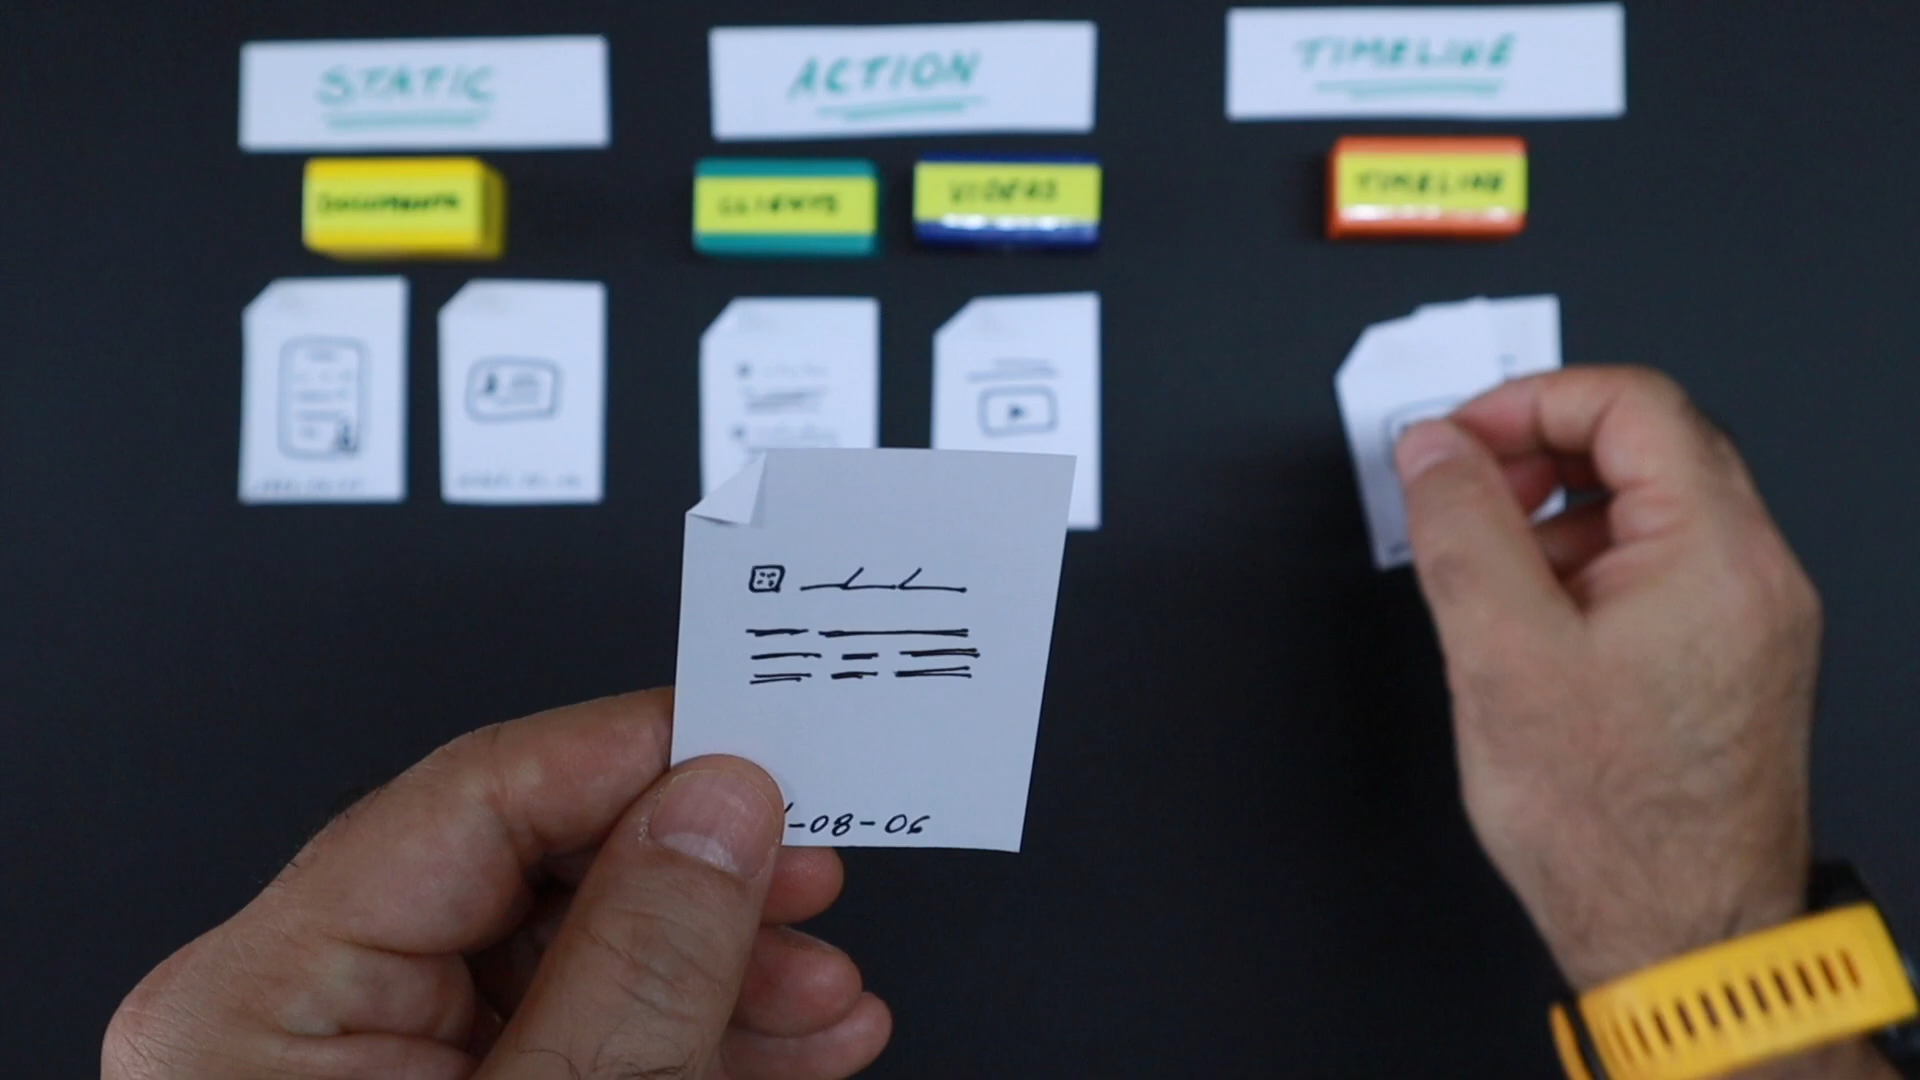 STATIC
ACTION
TIMELINE
DOCUMENTS
CLIENTS
VIDEOS
TIMELINE
-08-06